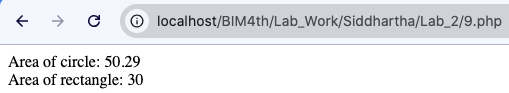 localhost/BIM4th/Lab_Work/Siddhartha/Lab_2/9.php
Area of circle: 50.29
Area of rectangle: 30